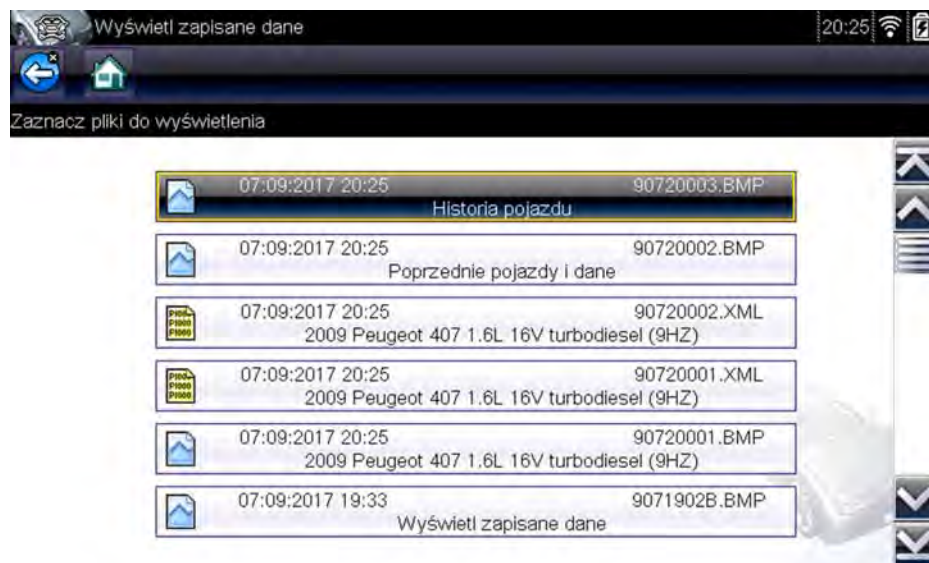 Wyświetl zapisane dane 20:25
Zaznacz pliki do wyświetlenia
07:09:2017 20:25 90720003.BMP
Historia pojazdu
07:09:2017 20:25 90720002.BMP
Poprzednie pojazdy i dane
07:09:2017 20:25 90720002.XML
2009 Peugeot 407 1.6L 16V turbodiesel (9HZ)
07:09:2017 20:25 90720001.XML
2009 Peugeot 407 1.6L 16V turbodiesel (9HZ)
07:09:2017 20:25 90720001.BMP
2009 Peugeot 407 1.6L 16V turbodiesel (9HZ)
07:09:2017 19:33 9071902B.BMP
Wyświetl zapisane dane